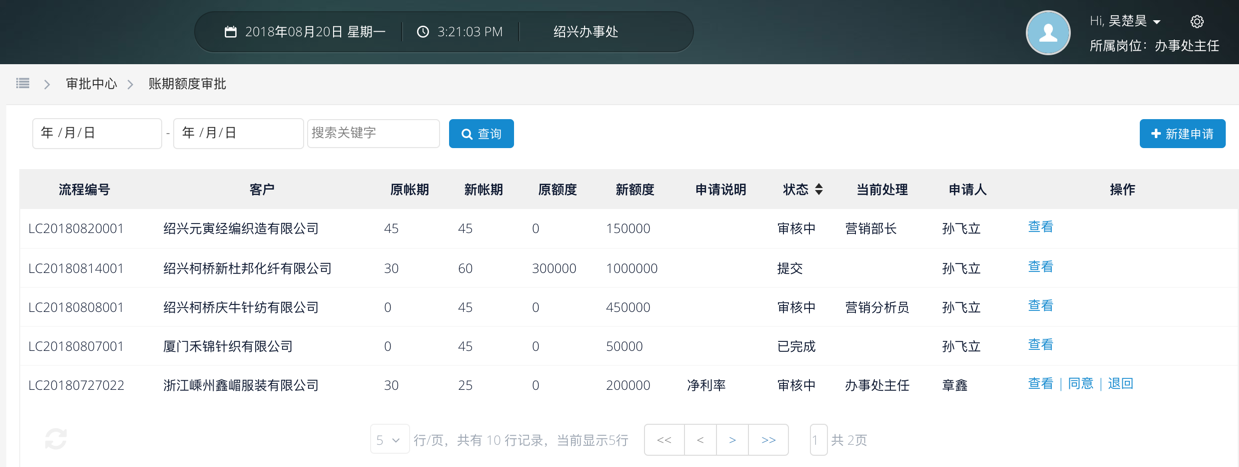 2018年08月20日 星期一 3:21:03 PM 绍兴办事处
Hi, 吴楚昊
所属岗位：办事处主任
审批中心 > 账期额度审批
年 /月/日 - 年 /月/日 搜索关键字 查询 + 新建申请
流程编号 客户 原帐期 新帐期 原额度 新额度 申请说明 状态 当前处理 申请人 操作
LC20180820001 绍兴元寅经编织造有限公司 45 45 0 150000 审核中 营销部长 孙飞立 查看
LC20180814001 绍兴柯桥新杜邦化纤有限公司 30 60 300000 1000000 提交 孙飞立 查看
LC20180808001 绍兴柯桥庆牛针纺有限公司 0 45 0 450000 审核中 营销分析员 孙飞立 查看
LC20180807001 厦门禾锦针织有限公司 0 45 0 50000 已完成 孙飞立 查看
LC20180727022 浙江嵊州鑫嵋服装有限公司 30 25 0 200000 净利率 审核中 办事处主任 章鑫 查看 | 同意 | 退回
5 行/页，共有 10 行记录，当前显示5行 << < > >> 1 共 2页